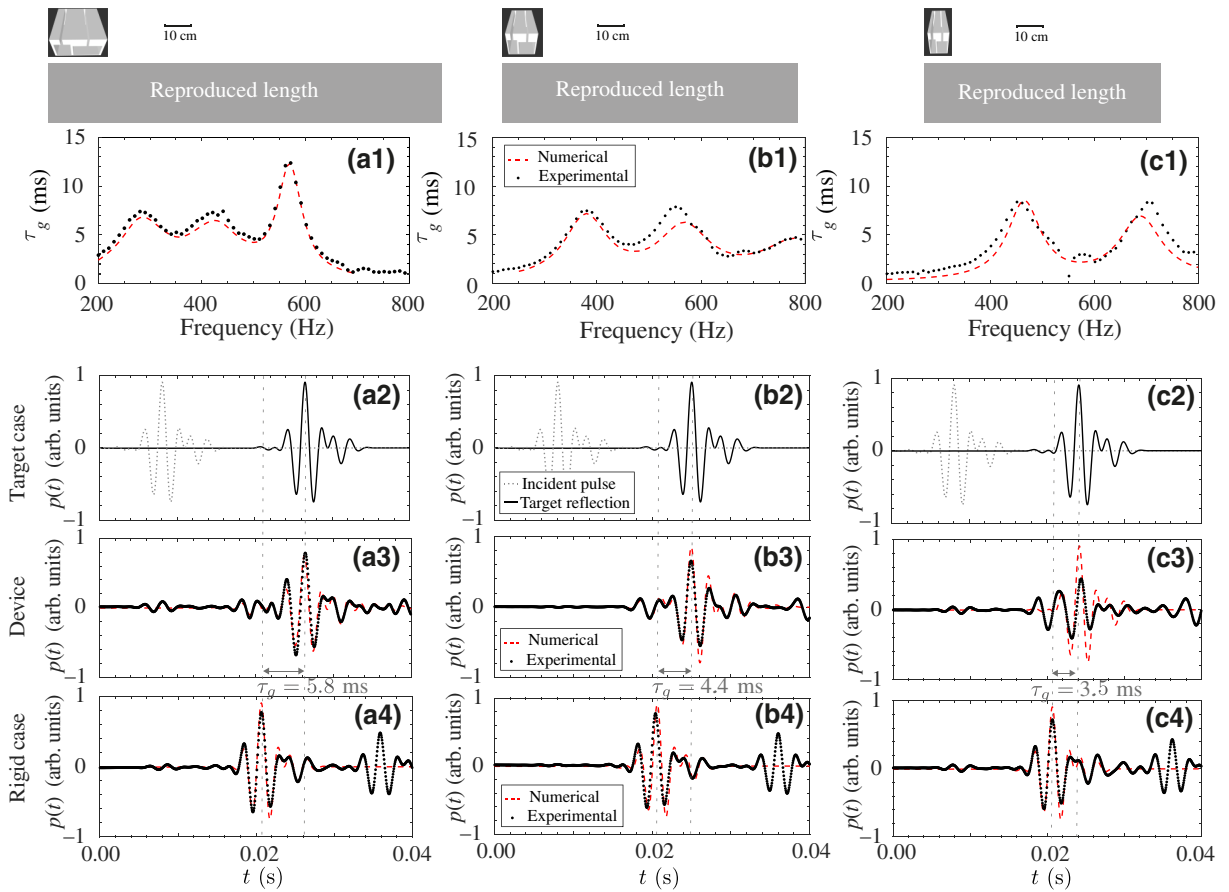 10 cm
10 cm
10 cm
Reproduced length
Reproduced length
Reproduced length
15
10
5
0
τg (ms)
(a1)
200
400
600
800
Frequency (Hz)
15
10
5
0
τg (ms)
Numerical
Experimental
(b1)
200
400
600
800
Frequency (Hz)
15
10
5
0
τg (ms)
(c1)
200
400
600
800
Frequency (Hz)
Target case
p(t) (arb. units)
1
0
−1
(a2)
p(t) (arb. units)
1
0
−1
(b2)
Incident pulse
Target reflection
p(t) (arb. units)
1
0
−1
(c2)
Device
p(t) (arb. units)
1
0
−1
(a3)
τg = 5.8 ms
p(t) (arb. units)
1
0
−1
(b3)
Numerical
Experimental
τg = 4.4 ms
p(t) (arb. units)
1
0
−1
(c3)
τg = 3.5 ms
Rigid case
p(t) (arb. units)
1
0
−1
(a4)
0.00
0.02
0.04
t (s)
p(t) (arb. units)
1
0
−1
(b4)
Numerical
Experimental
0.00
0.02
0.04
t (s)
p(t) (arb. units)
1
0
−1
(c4)
0.00
0.02
0.04
t (s)